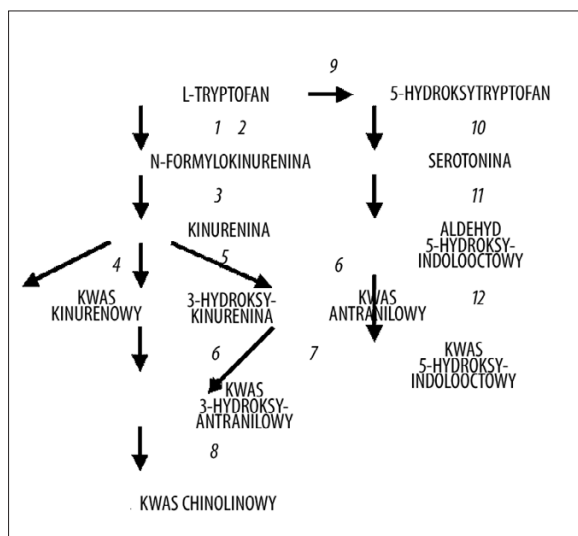 9
L-TRYPTOFAN
5-HYDROKSYTRYPTOFAN
1 2
10
N-FORMYLOKINURENINA
SEROTONINA
3
11
KINURENINA
ALDEHYD
5-HYDROKSY-
INDOLOOCTOWY
4
5
6
KWAS
KINURENOWY
3-HYDROKSY-
KINURENINA
KWAS
ANTRANILOWY
12
6
7
KWAS
5-HYDROKSY-
INDOLOOCTOWY
KWAS
3-HYDROKSY-
ANTRANILOWY
8
KWAS CHINOLINOWY